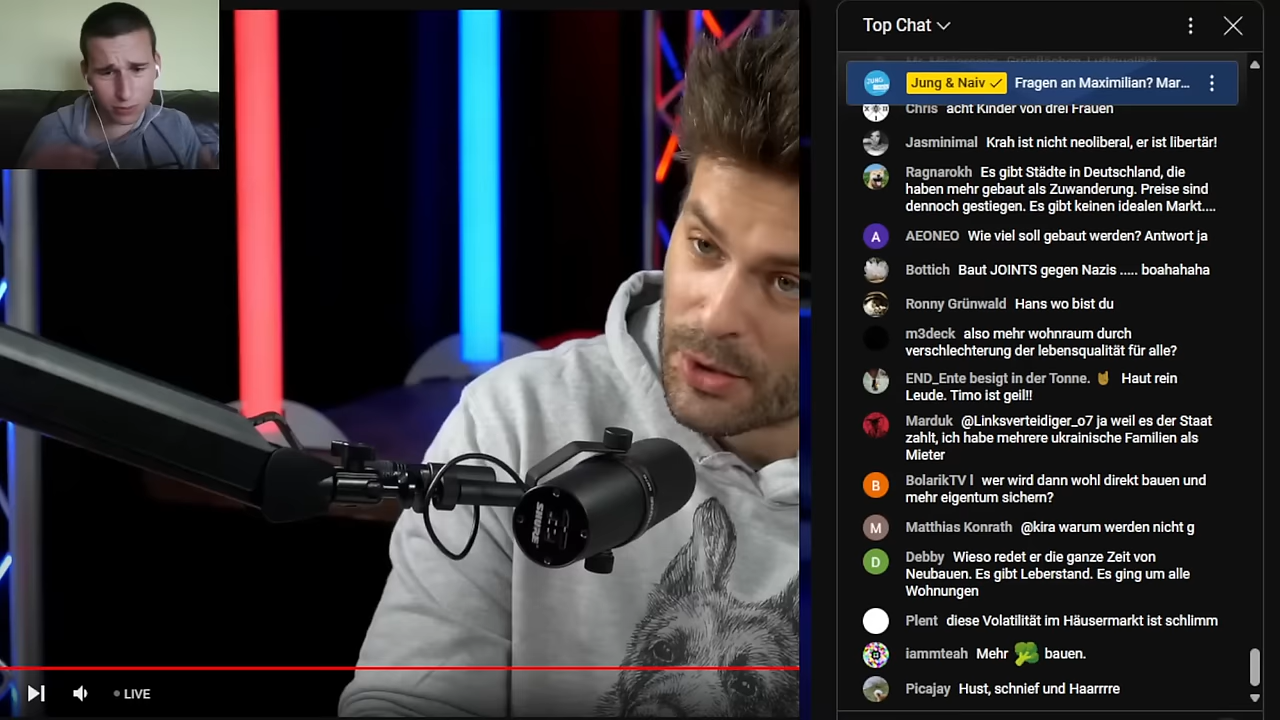 Top Chat
Jung & Naiv Fragen an Maximilian? Mar...
Chris acht Kinder von drei Frauen
Jasminimal Krah ist nicht neoliberal, er ist libertär!
Ragnarokh Es gibt Städte in Deutschland, die
haben mehr gebaut als Zuwanderung. Preise sind
dennoch gestiegen. Es gibt keinen idealen Markt....
A AEONEO Wie viel soll gebaut werden? Antwort ja
Bottich Baut JOINTS gegen Nazis ..... boahahaha
Ronny Grünwald Hans wo bist du
m3deck also mehr wohnraum durch
verschlechterung der lebensqualität für alle?
END_Ente besigt in der Tonne. 🤘 Haut rein
Leude. Timo ist geil!!
Marduk @Linksverteidiger_o7 ja weil es der Staat
zahlt, ich habe mehrere ukrainische Familien als
Mieter
B BolarikTV l wer wird dann wohl direkt bauen und
mehr eigentum sichern?
M Matthias Konrath @kira warum werden nicht g
D Debby Wieso redet er die ganze Zeit von
Neubauen. Es gibt Leberstand. Es ging um alle
Wohnungen
Plent diese Volatilität im Häusermarkt ist schlimm
iammteah Mehr 🥦 bauen.
Picajay Hust, schnief und Haarrrre
SHURE
LIVE